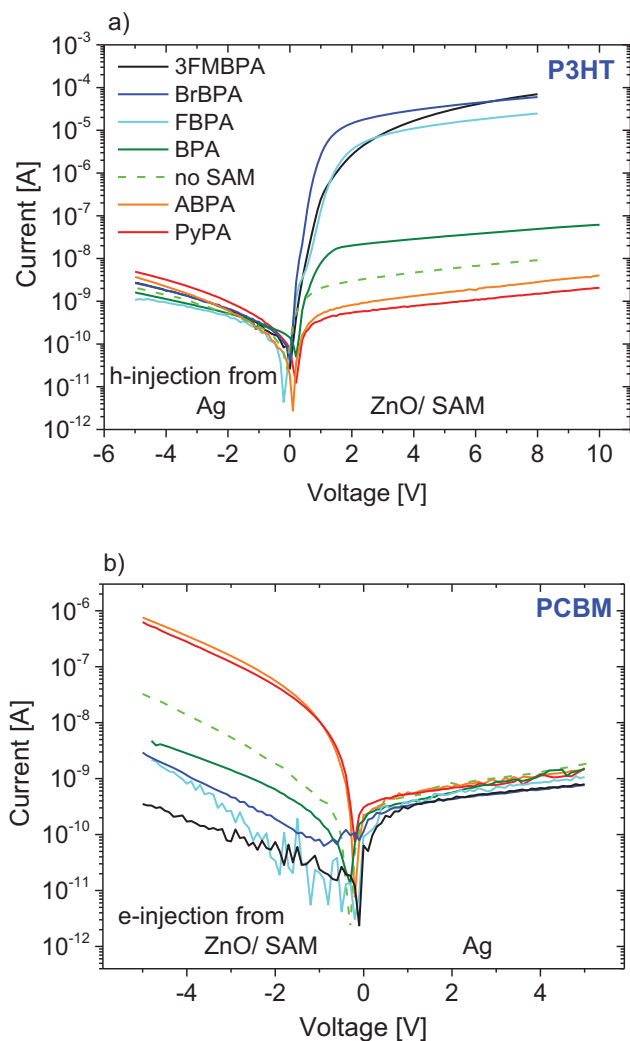 a)
10⁻³
10⁻⁴
10⁻⁵
10⁻⁶
10⁻⁷
10⁻⁸
10⁻⁹
10⁻¹⁰
10⁻¹¹
10⁻¹²
Current [A]
3FMBPA
BrBPA
FBPA
BPA
no SAM
ABPA
PyPA
P3HT
h-injection from
Ag ZnO/ SAM
-6 -4 -2 0 2 4 6 8 10
Voltage [V]
b)
10⁻⁶
10⁻⁷
10⁻⁸
10⁻⁹
10⁻¹⁰
10⁻¹¹
10⁻¹²
Current [A]
PCBM
e-injection from
ZnO/ SAM Ag
-4 -2 0 2 4
Voltage [V]